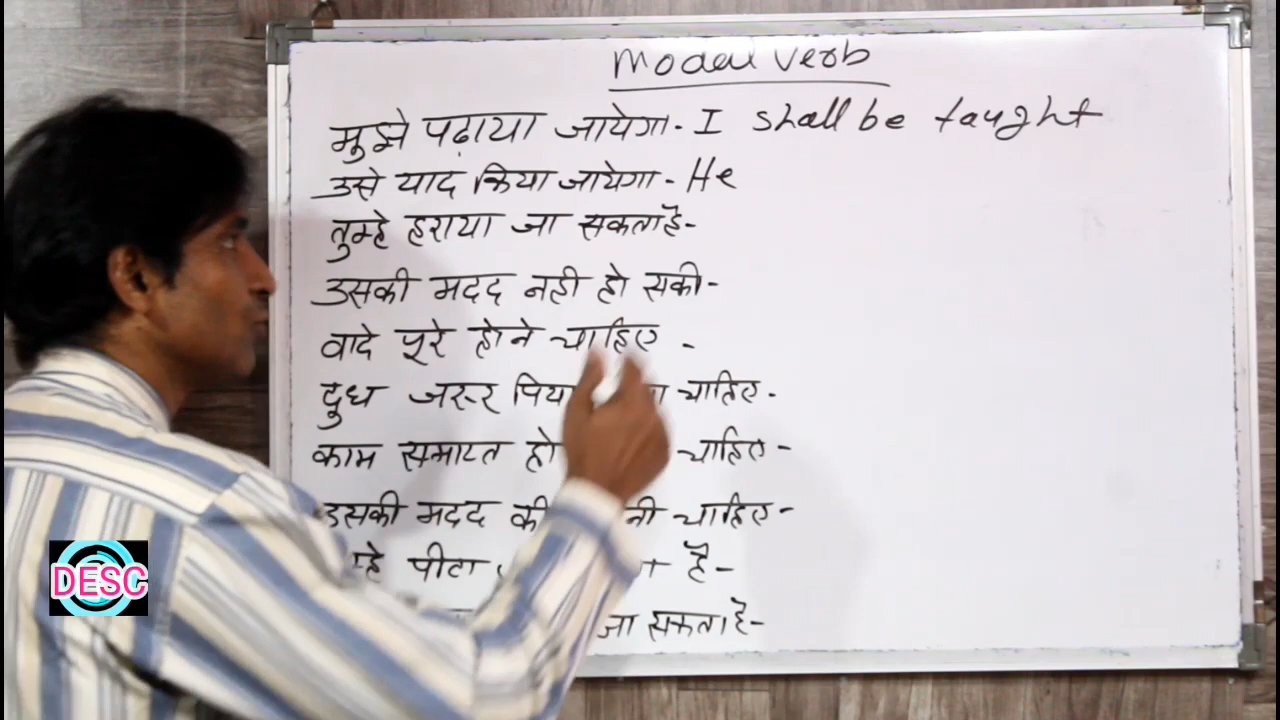 Modal verb
मुझे पढ़ाया जायेगा - I shall be taught
उसे याद किया जायेगा - He
तुम्हे हराया जा सकता है -
उसकी मदद नही हो सकी -
वादे पूरे होने चाहिए -
दुध जरुर चाहिए -
काम समाप्त हो चाहिए -
उसकी मदद की चाहिए -
पीटा है -
जा सकता है -
DESC